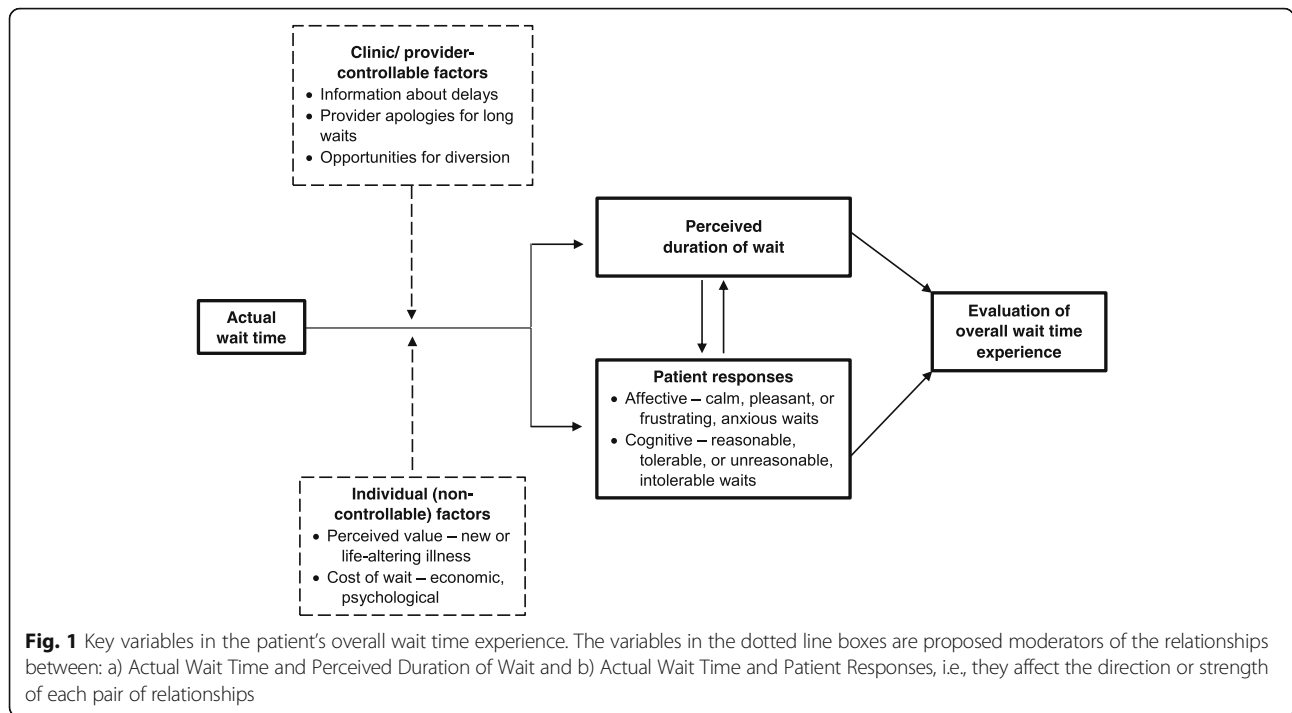 Clinic/ provider-
controllable factors
• Information about delays
• Provider apologies for long
waits
• Opportunities for diversion
Perceived
duration of wait
Actual
wait time
Evaluation of
overall wait time
experience
Patient responses
• Affective – calm, pleasant, or
frustrating, anxious waits
• Cognitive – reasonable,
tolerable, or unreasonable,
intolerable waits
Individual (non-
controllable) factors
• Perceived value – new or
life-altering illness
• Cost of wait – economic,
psychological
Fig. 1 Key variables in the patient's overall wait time experience. The variables in the dotted line boxes are proposed moderators of the relationships
between: a) Actual Wait Time and Perceived Duration of Wait and b) Actual Wait Time and Patient Responses, i.e., they affect the direction or strength
of each pair of relationships